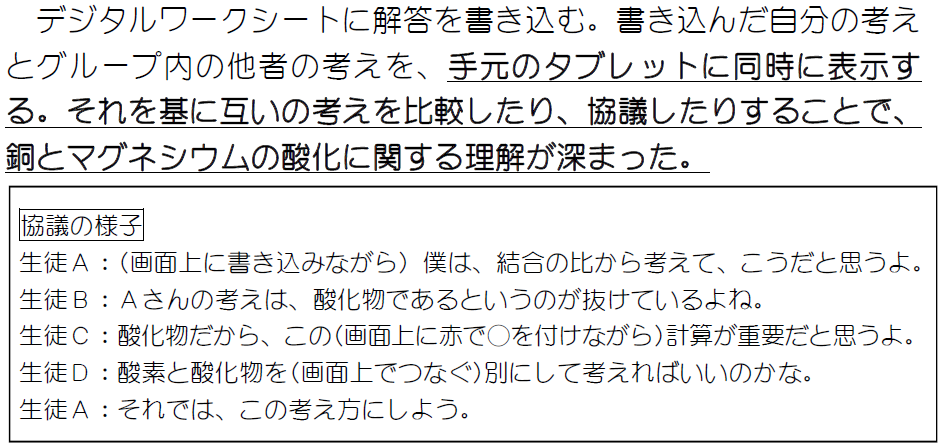 デジタルワークシートに解答を書き込む。書き込んだ自分の考え
とグループ内の他者の考えを、手元のタブレットに同時に表示す
る。それを基に互いの考えを比較したり、協議したりすることで、
銅とマグネシウムの酸化に関する理解が深まった。
協議の様子
生徒Ａ：（画面上に書き込みながら）僕は、結合の比から考えて、こうだと思うよ。
生徒Ｂ：Ａさんの考えは、酸化物であるというのが抜けているよね。
生徒Ｃ：酸化物だから、この(画面上に赤で○を付けながら)計算が重要だと思うよ。
生徒Ｄ：酸素と酸化物を(画面上でつなぐ)別にして考えればいいのかな。
生徒Ａ：それでは、この考え方にしよう。